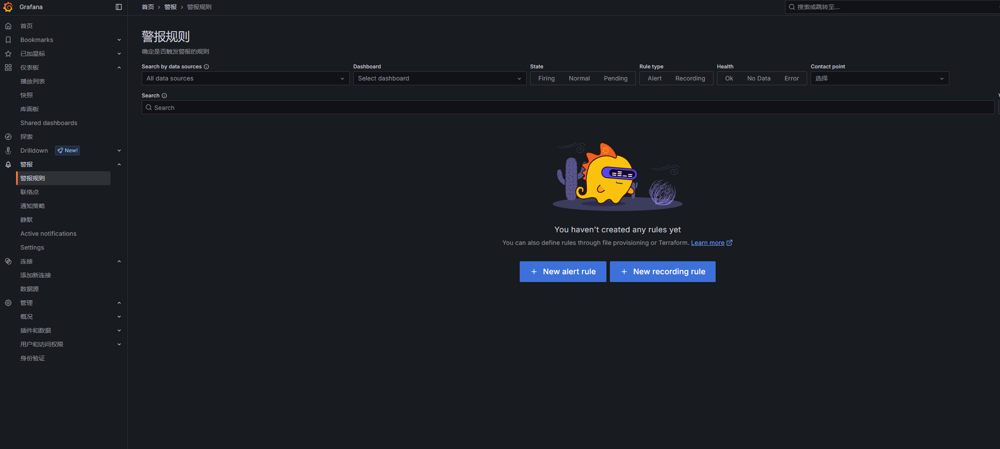 Grafana
首页 › 警报 › 警报规则
搜索或跳转至...
首页
Bookmarks
已加星标
仪表板
播放列表
快照
库面板
Shared dashboards
探索
Drilldown New!
警报
警报规则
联络点
通知策略
静默
Active notifications
Settings
连接
添加新连接
数据源
管理
概况
插件和数据
用户和访问权限
身份验证
警报规则
确定是否触发警报的规则
Search by data sources
Dashboard
State
Rule type
Health
Contact point
All data sources
Select dashboard
Firing Normal Pending
Alert Recording
Ok No Data Error
选择
Search
Search
You haven't created any rules yet
You can also define rules through file provisioning or Terraform. Learn more
New alert rule
New recording rule